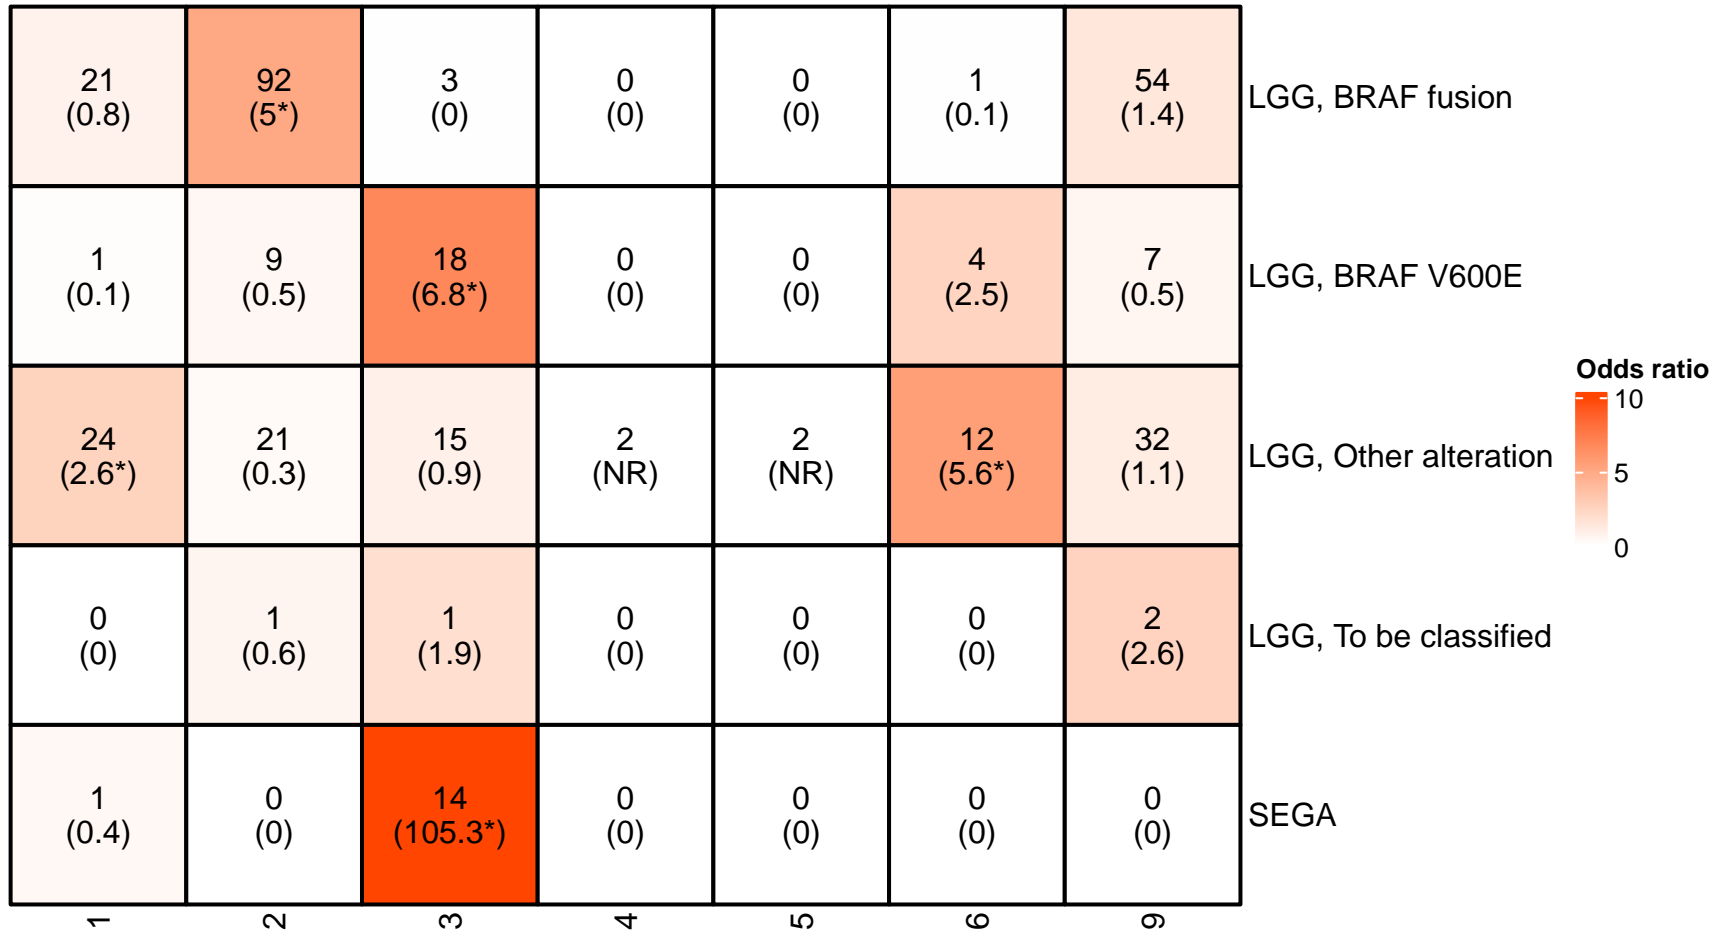 21 92 3 0 0 1 54
(0.8) (5*) (0) (0) (0) (0.1) (1.4)
LGG, BRAF fusion
1 9 18 0 0 4 7
(0.1) (0.5) (6.8*) (0) (0) (2.5) (0.5)
LGG, BRAF V600E
24 21 15 2 2 12 32
(2.6*) (0.3) (0.9) (NR) (NR) (5.6*) (1.1)
LGG, Other alteration
0 1 1 0 0 0 2
(0) (0.6) (1.9) (0) (0) (0) (2.6)
LGG, To be classified
1 0 14 0 0 0 0
(0.4) (0) (105.3*) (0) (0) (0) (0)
SEGA
1 2 3 4 5 6 9
Odds ratio
10
5
0